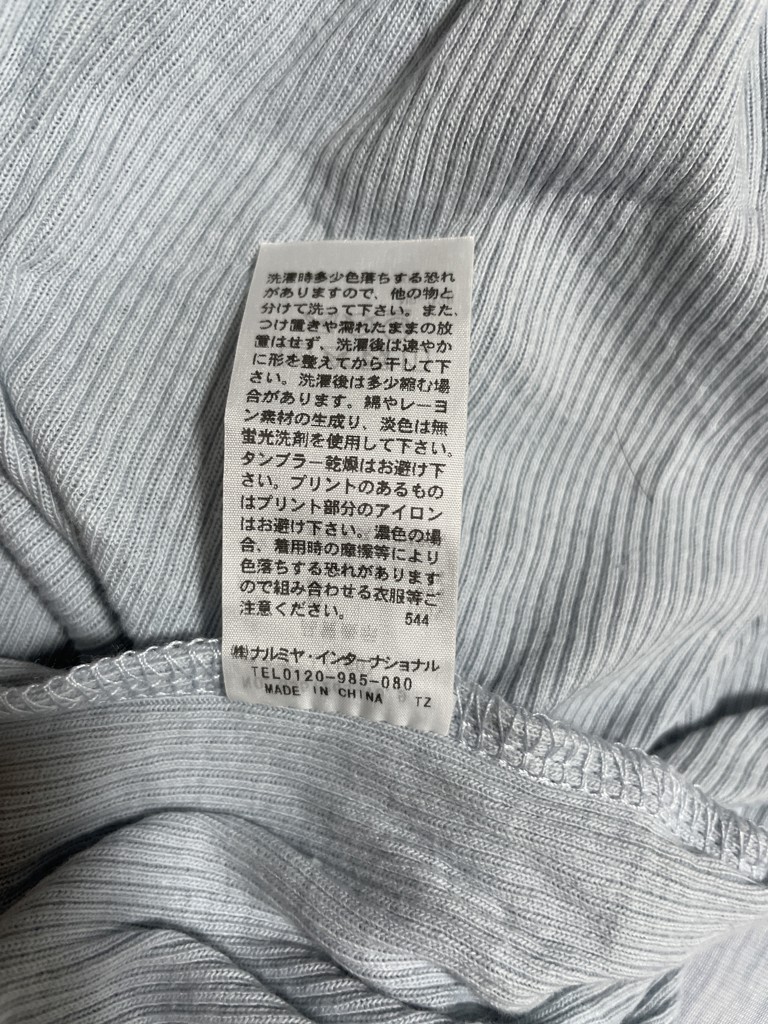 洗濯時多少色落ちする恐れ
がありますので、他の物と
分けて洗って下さい。また、
つけ置きや濡れたままの放
置はせず、洗濯後は速やか
に形を整えてから干して下
さい。洗濯後は多少縮む場
合があります。綿やレーヨ
ン素材の生成り、淡色は無
蛍光洗剤を使用して下さい。
タンブラー乾燥はお避け下
さい。プリントのあるもの
はプリント部分のアイロン
はお避け下さい。濃色の場
合、着用時の摩擦等により
色落ちする恐れがあります
ので組み合わせる衣服等ご
注意ください。 544
㈱ナルミヤ・インターナショナル
TEL0120-985-080
MADE IN CHINA TZ